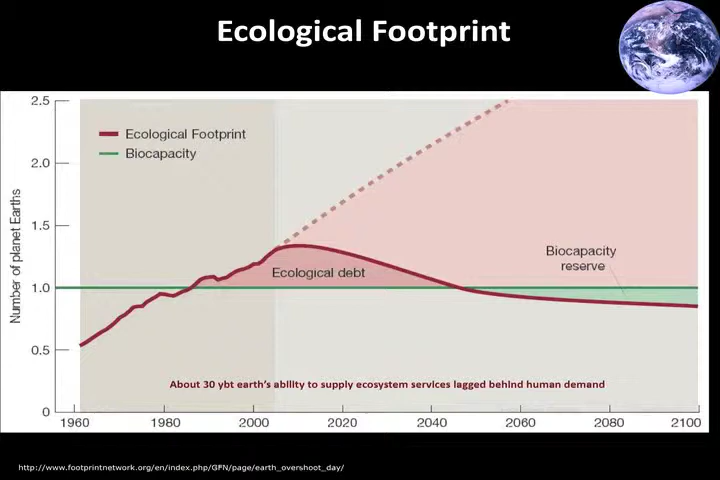 Ecological Footprint
2.5
Ecological Footprint
Biocapacity
2.0
Number of planet Earths
1.5
Biocapacity
reserve
Ecological debt
1.0
0.5
About 30 ybt earth's ability to supply ecosystem services lagged behind human demand
0
1960 1980 2000 2020 2040 2060 2080 2100
http://www.footprintnetwork.org/en/index.php/GFN/page/earth_overshoot_day/